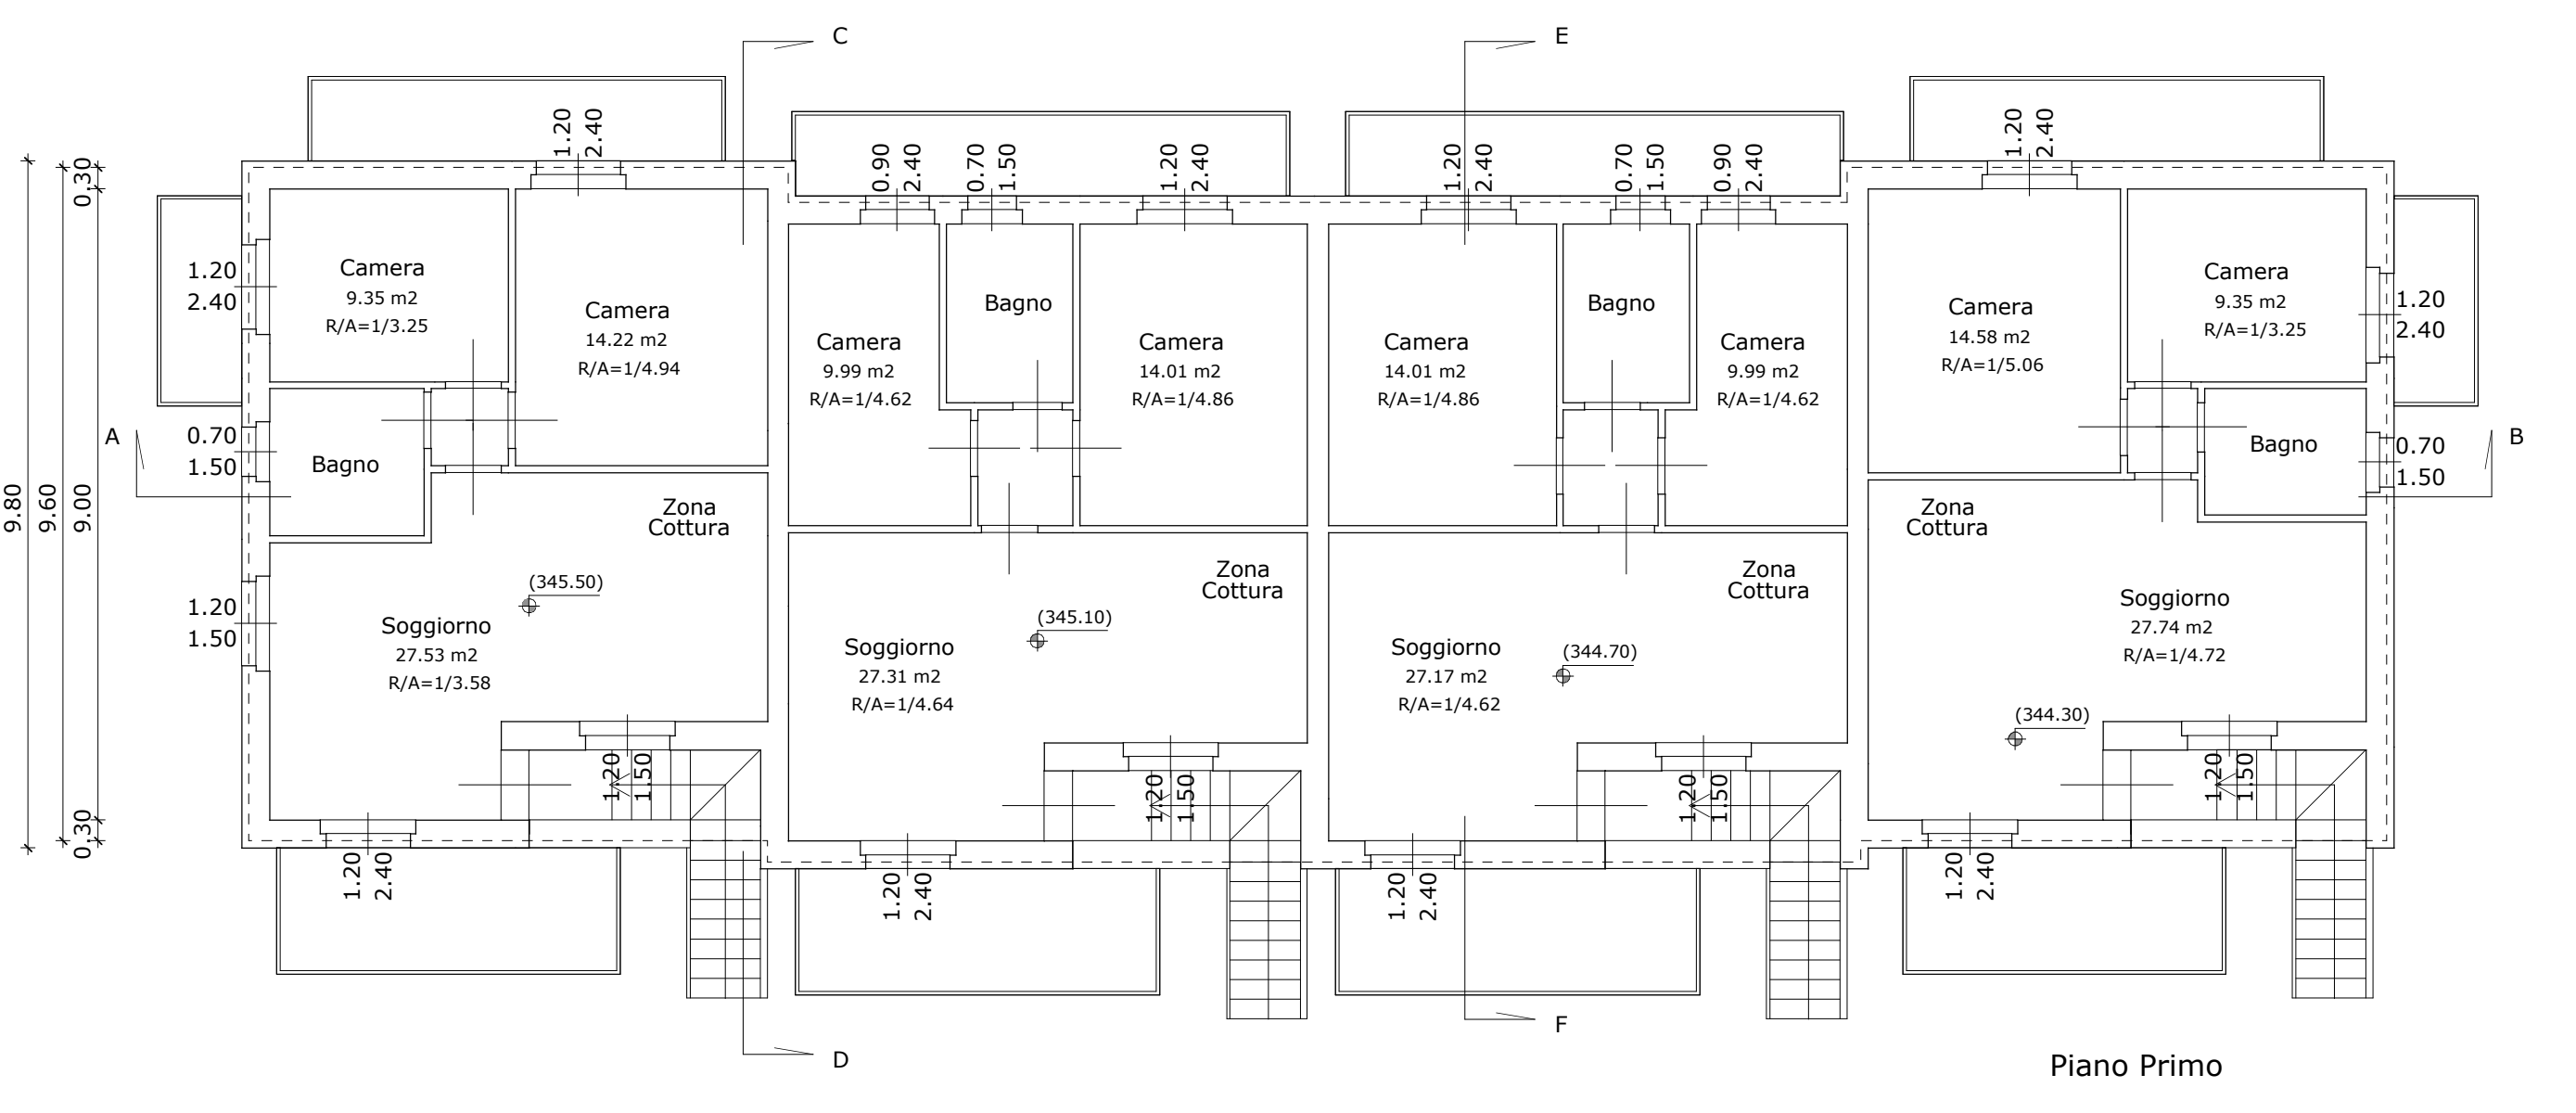 C
E
1.20
2.40
0.90
2.40
0.70
1.50
1.20
2.40
1.20
2.40
0.70
1.50
0.90
2.40
1.20
2.40
9.80
9.60
0.30
9.00
0.30
1.20
2.40
Camera
9.35 m2
R/A=1/3.25
Camera
14.22 m2
R/A=1/4.94
A
0.70
1.50
Bagno
Zona
Cottura
(345.50)
1.20
1.50
Soggiorno
27.53 m2
R/A=1/3.58
1.20
1.50
1.20
2.40
Camera
9.99 m2
R/A=1/4.62
Bagno
Camera
14.01 m2
R/A=1/4.86
Zona
Cottura
(345.10)
Soggiorno
27.31 m2
R/A=1/4.64
1.20
1.50
1.20
2.40
Camera
14.01 m2
R/A=1/4.86
Bagno
Camera
9.99 m2
R/A=1/4.62
Zona
Cottura
(344.70)
Soggiorno
27.17 m2
R/A=1/4.62
1.20
1.50
1.20
2.40
Camera
14.58 m2
R/A=1/5.06
Camera
9.35 m2
R/A=1/3.25
1.20
2.40
Bagno
0.70
1.50
B
Zona
Cottura
Soggiorno
27.74 m2
R/A=1/4.72
(344.30)
1.20
1.50
1.20
2.40
D
F
Piano Primo